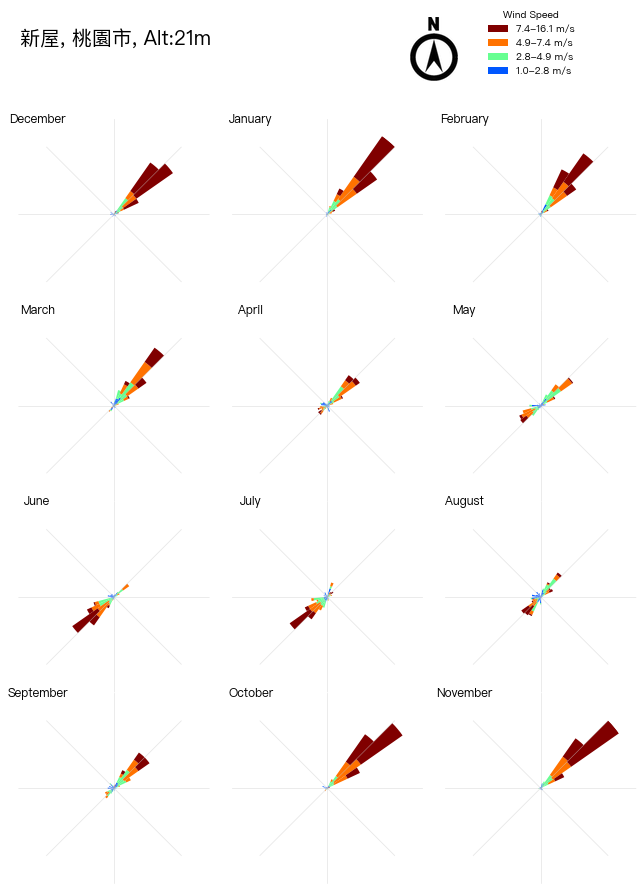 新屋, 桃園市, Alt:21m
N
Wind Speed
7.4–16.1 m/s
4.9–7.4 m/s
2.8–4.9 m/s
1.0–2.8 m/s
December
January
February
March
April
May
June
July
August
September
October
November